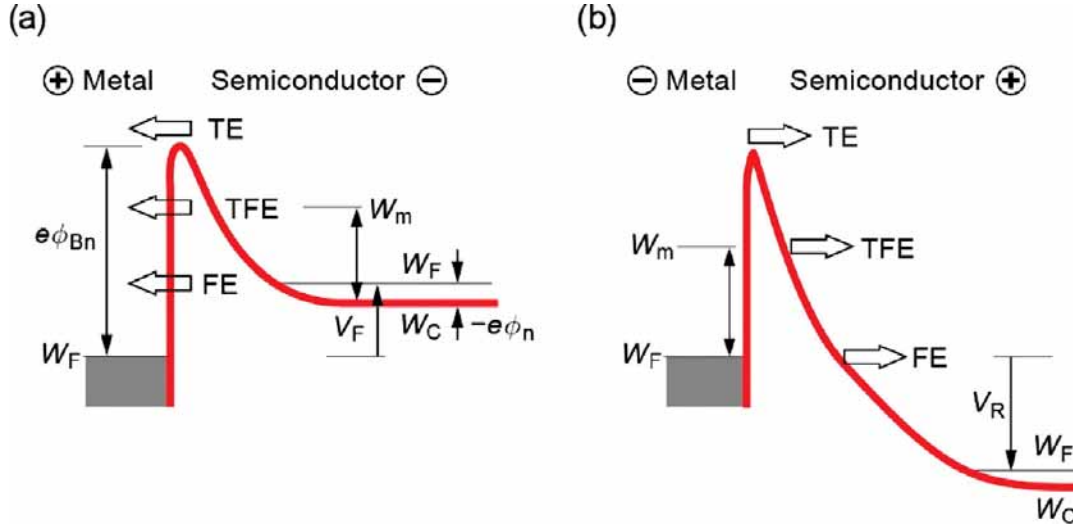 (a)
⊕ Metal Semiconductor ⊖
TE
TFE
FE
eϕBn
WF
Wm
WF
VF
WC
−eϕn
(b)
⊖ Metal Semiconductor ⊕
TE
Wm
TFE
WF
FE
VR
WF
WC